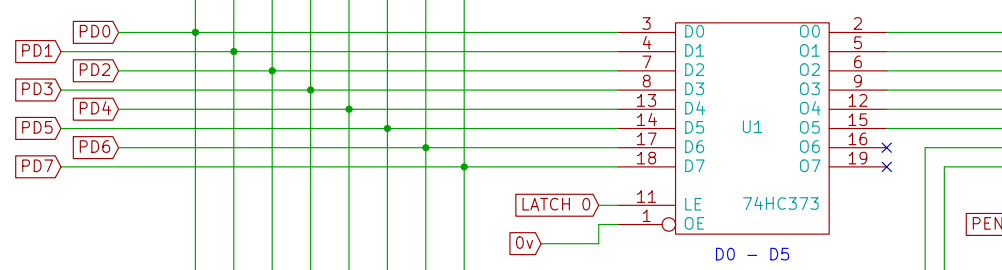 PD0 3 D0 O0 2
PD1 4 D1 O1 5
PD2 7 D2 O2 6
PD3 8 D3 O3 9
PD4 13 D4 O4 12
PD5 14 D5 U1 O5 15
PD6 17 D6 O6 16
PD7 18 D7 O7 19
LATCH 0 11 LE 74HC373
1 OE PEN
0v
D0 - D5